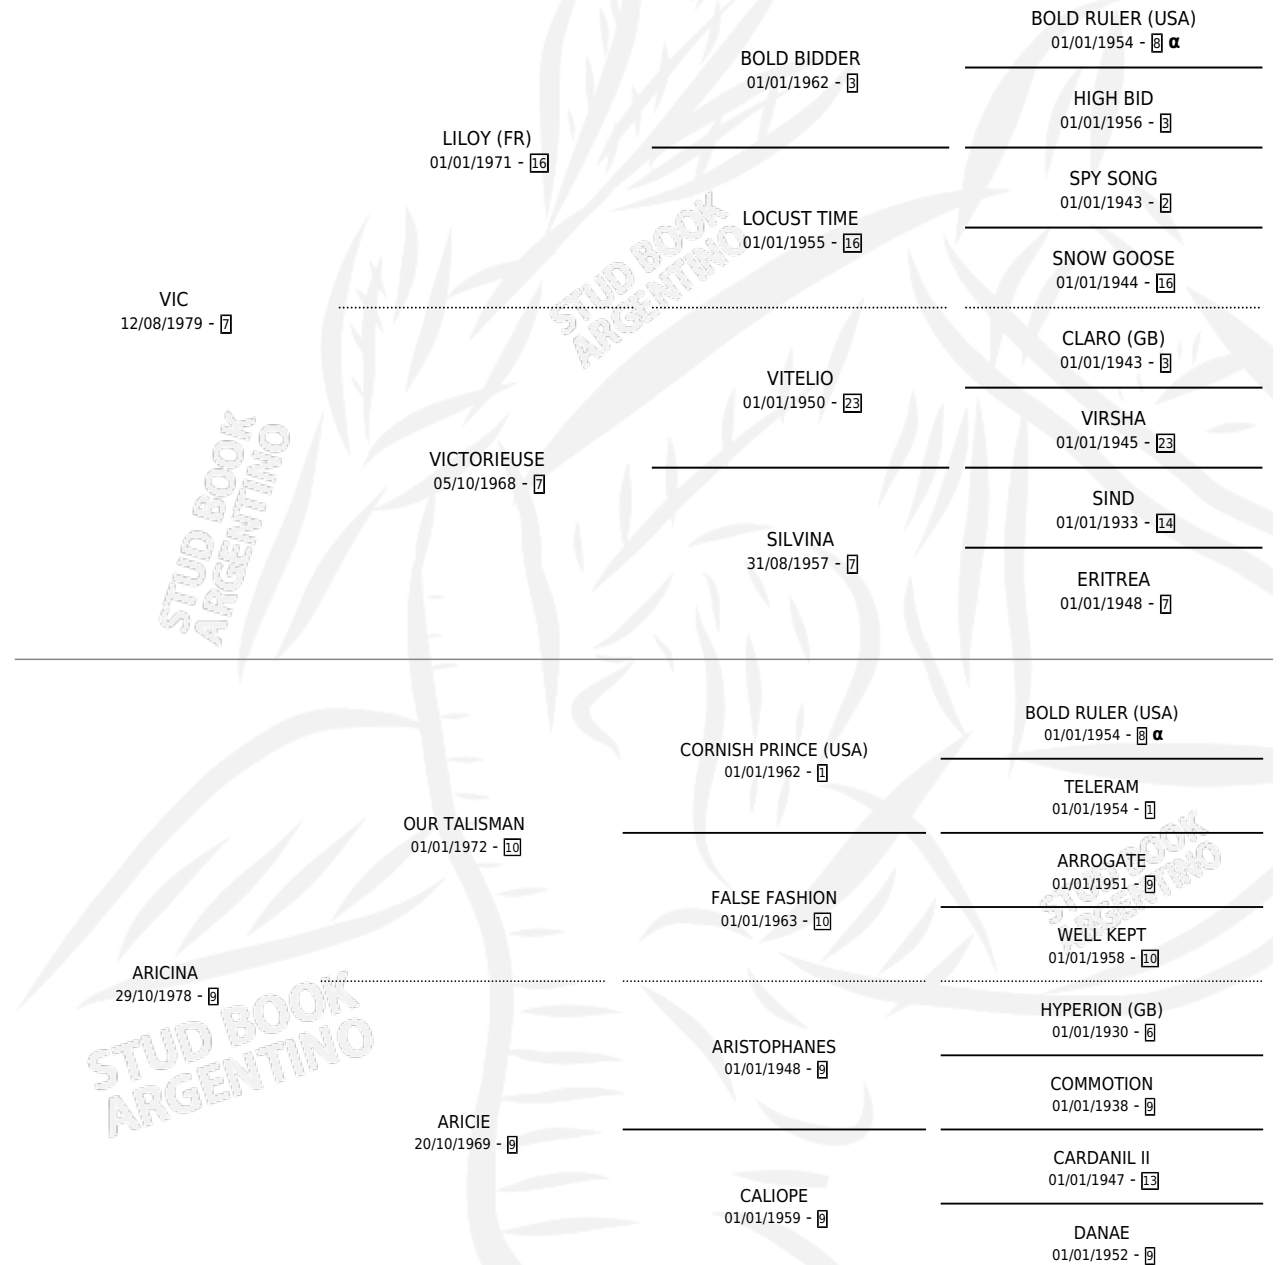 BOLD RULER (USA)
01/01/1954 - 8 α
BOLD BIDDER
01/01/1962 - 3
HIGH BID
01/01/1956 - 3
LILOY (FR)
01/01/1971 - 16
SPY SONG
01/01/1943 - 2
LOCUST TIME
01/01/1955 - 16
SNOW GOOSE
01/01/1944 - 16
VIC
12/08/1979 - 7
CLARO (GB)
01/01/1943 - 3
VITELIO
01/01/1950 - 23
VIRSHA
01/01/1945 - 23
VICTORIEUSE
05/10/1968 - 7
SIND
01/01/1933 - 14
SILVINA
31/08/1957 - 7
ERITREA
01/01/1948 - 7
STUD BOOK
ARGENTINO
STUD BOOK
ARGENTINO
BOLD RULER (USA)
01/01/1954 - 8 α
CORNISH PRINCE (USA)
01/01/1962 - 1
TELERAM
01/01/1954 - 1
OUR TALISMAN
01/01/1972 - 10
ARROGATE
01/01/1951 - 9
FALSE FASHION
01/01/1963 - 10
WELL KEPT
01/01/1958 - 10
ARICINA
29/10/1978 - 9
HYPERION (GB)
01/01/1930 - 6
ARISTOPHANES
01/01/1948 - 9
COMMOTION
01/01/1938 - 9
ARICIE
20/10/1969 - 9
CARDANIL II
01/01/1947 - 13
CALIOPE
01/01/1959 - 9
DANAE
01/01/1952 - 9
STUD BOOK
ARGENTINO
STUD BOOK
ARGENTINO